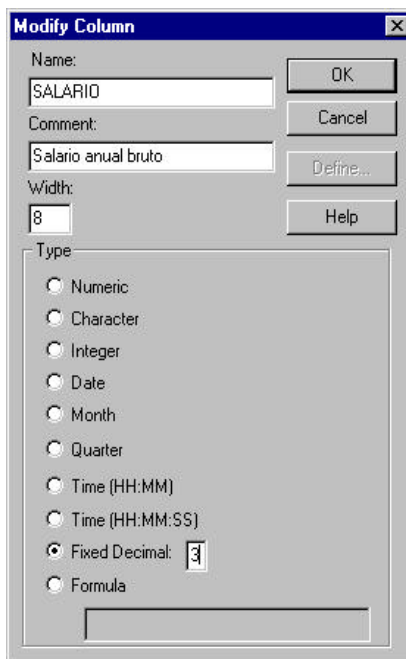 Modify Column
Name:
OK
SALARIO
Comment:
Cancel
Salario anual bruto
Define...
Width:
8
Help
Type
Numeric
Character
Integer
Date
Month
Quarter
Time (HH:MM)
Time (HH:MM:SS)
Fixed Decimal: 3
Formula